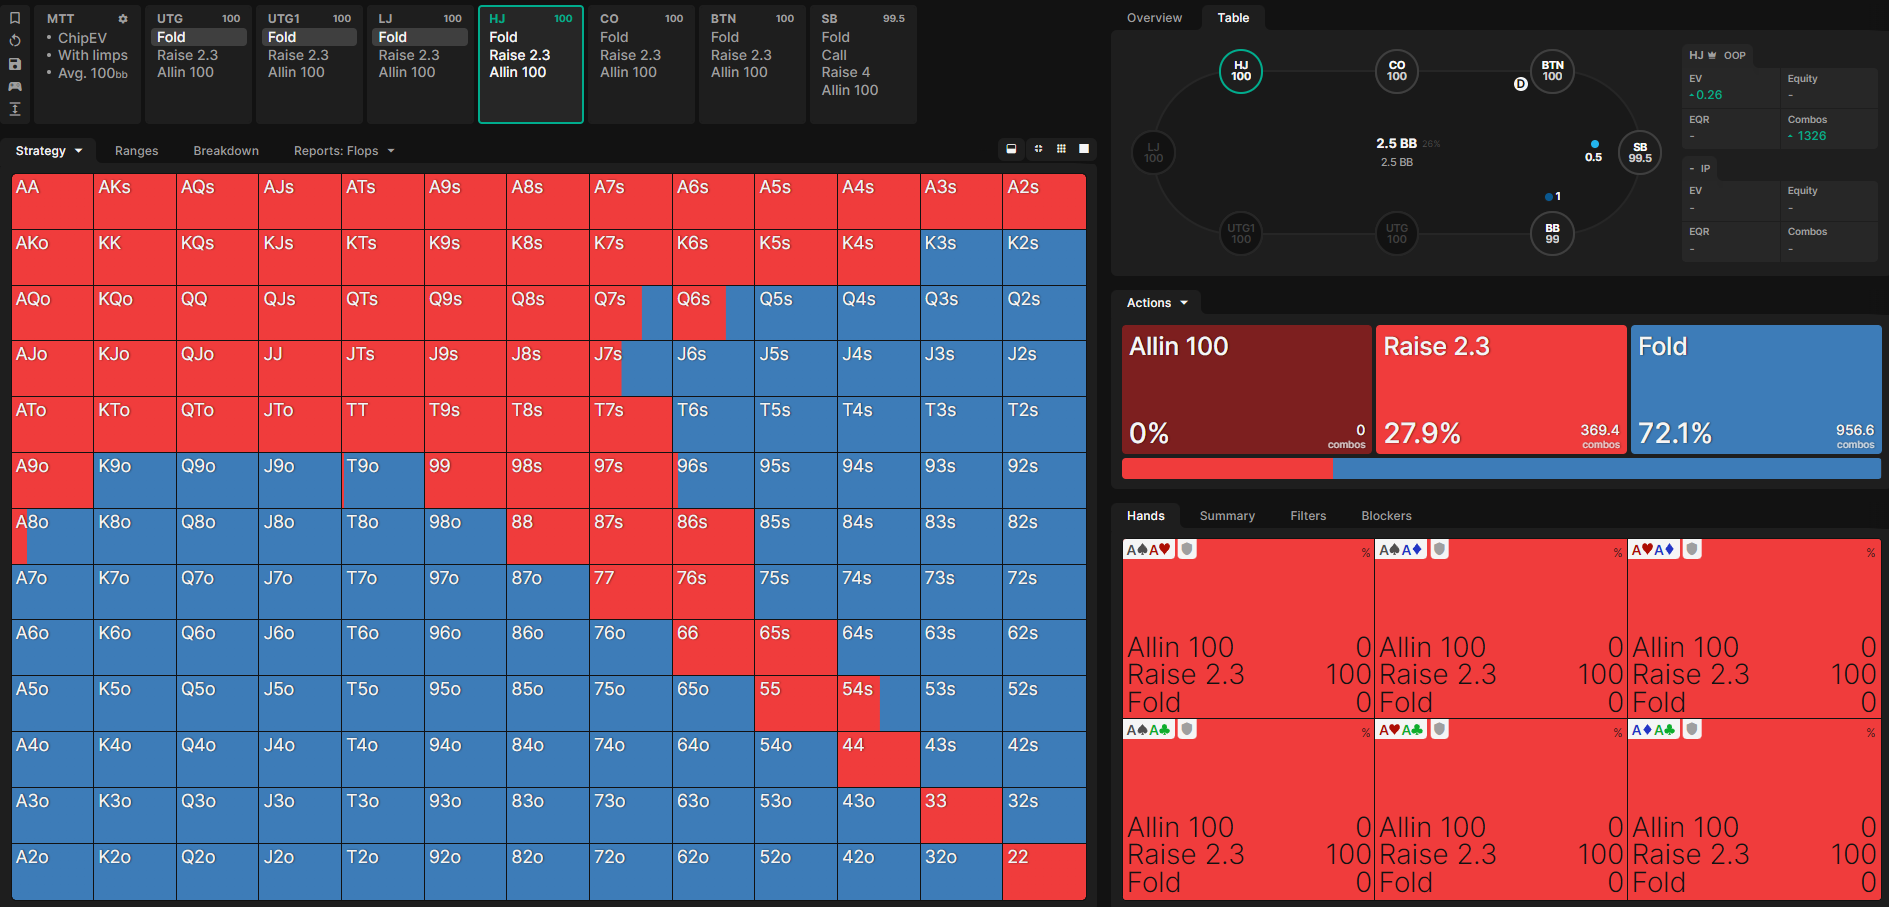 MTT
ChipEV
With limps
Avg. 100bb
UTG 100
Fold
Raise 2.3
Allin 100
UTG1 100
Fold
Raise 2.3
Allin 100
LJ 100
Fold
Raise 2.3
Allin 100
HJ 100
Fold
Raise 2.3
Allin 100
CO 100
Fold
Raise 2.3
Allin 100
BTN 100
Fold
Raise 2.3
Allin 100
SB 99.5
Fold
Call
Raise 4
Allin 100
Strategy Ranges Breakdown Reports: Flops
AA AKs AQs AJs ATs A9s A8s A7s A6s A5s A4s A3s A2s
AKo KK KQs KJs KTs K9s K8s K7s K6s K5s K4s K3s K2s
AQo KQo QQ QJs QTs Q9s Q8s Q7s Q6s Q5s Q4s Q3s Q2s
AJo KJo QJo JJ JTs J9s J8s J7s J6s J5s J4s J3s J2s
ATo KTo QTo JTo TT T9s T8s T7s T6s T5s T4s T3s T2s
A9o K9o Q9o J9o T9o 99 98s 97s 96s 95s 94s 93s 92s
A8o K8o Q8o J8o T8o 98o 88 87s 86s 85s 84s 83s 82s
A7o K7o Q7o J7o T7o 97o 87o 77 76s 75s 74s 73s 72s
A6o K6o Q6o J6o T6o 96o 86o 76o 66 65s 64s 63s 62s
A5o K5o Q5o J5o T5o 95o 85o 75o 65o 55 54s 53s 52s
A4o K4o Q4o J4o T4o 94o 84o 74o 64o 54o 44 43s 42s
A3o K3o Q3o J3o T3o 93o 83o 73o 63o 53o 43o 33 32s
A2o K2o Q2o J2o T2o 92o 82o 72o 62o 52o 42o 32o 22
Overview Table
HJ
100
CO
100
BTN
100
D
LJ
100
2.5 BB 26%
2.5 BB
0.5
SB
99.5
1
UTG1
100
UTG
100
BB
99
HJ OOP
EV Equity
0.26 -
EQR Combos
- 1326
- IP
EV Equity
- -
EQR Combos
- -
Actions
Allin 100
0%
0
combos
Raise 2.3
27.9%
369.4
combos
Fold
72.1%
956.6
combos
Hands Summary Filters Blockers
A♠A♥ % A♠A♦ % A♥A♦ %
Allin 100 0 Allin 100 0 Allin 100 0
Raise 2.3 100 Raise 2.3 100 Raise 2.3 100
Fold 0 Fold 0 Fold 0
A♠A♣ % A♥A♣ % A♦A♣ %
Allin 100 0 Allin 100 0 Allin 100 0
Raise 2.3 100 Raise 2.3 100 Raise 2.3 100
Fold 0 Fold 0 Fold 0